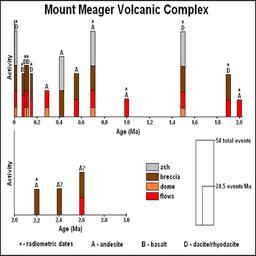 Mount Meager Volcanic Complex
*
D
* *
B D D
A
A
A
*
A
*
A
*
D
*
D
*
A
Activity
0.0 0.2 0.4 0.6 0.8 1.0 1.2 1.4 1.6 1.8 2.0
Age (Ma)
ash
breccia
dome
flows
*
A
A?
A?
Activity
2.0 2.2 2.4 2.6 2.8 3.0
Age (Ma)
54 total events
24.5 events/Ma
* - radiometric dates A - andesite B - basalt D - dacite/rhyodacite